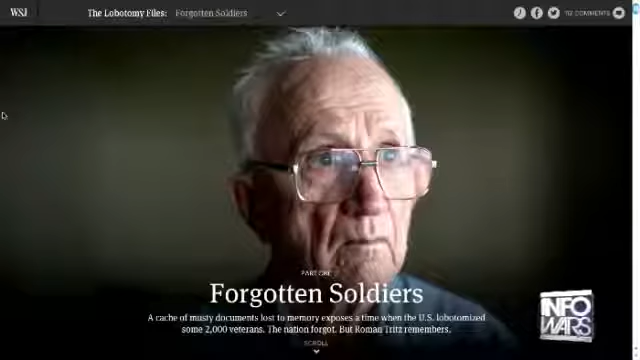 WSJ
The Lobotomy Files: Forgotten Soldiers
COMMENTS
PART ONE
Forgotten Soldiers
A cache of musty documents lost to memory exposes a time when the U.S. lobotomized
some 2,000 veterans. The nation forgot. But Roman Tritz remembers.
SCROLL
INFO
WARS